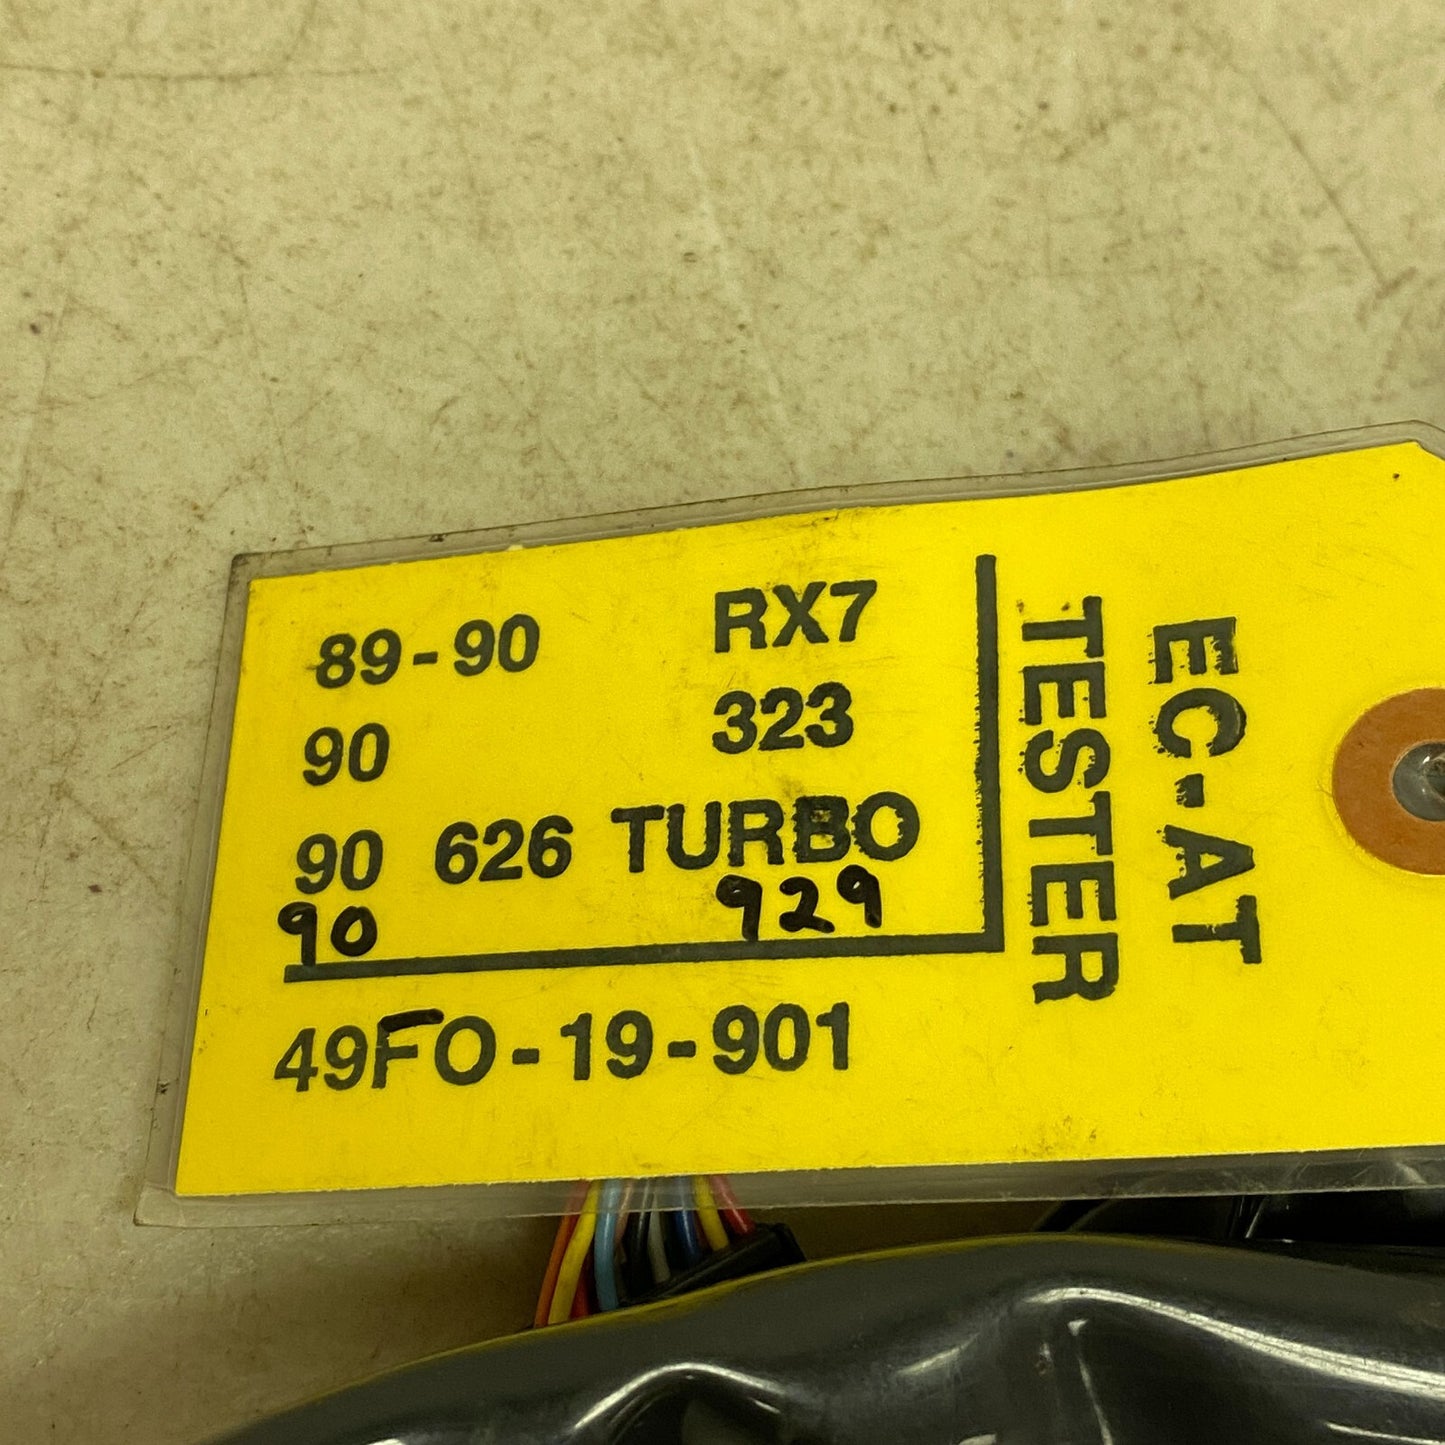 89-90 RX7
90 323
90 626 TURBO
90 929
49FO-19-901
EC-AT
TESTER